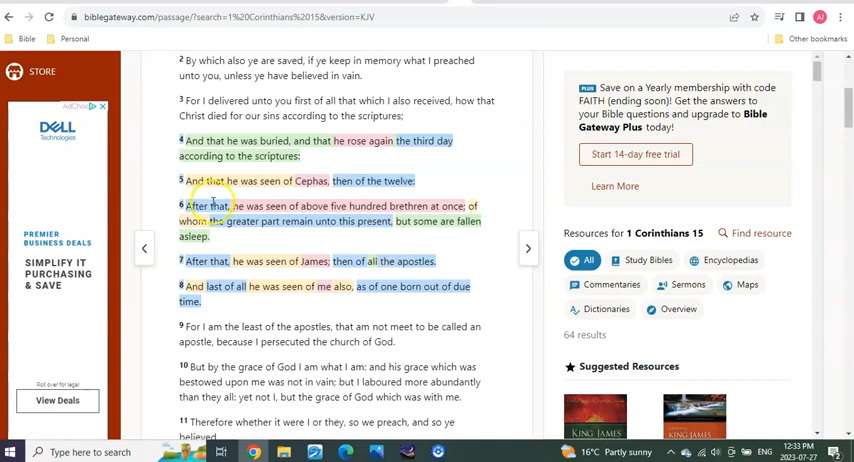 biblegateway.com/passage/?search=1%20Corinthians%2015&version=KJV
AI
Bible
Personal
Other bookmarks
STORE
AdChoices
DELL
Technologies
PREMIER
BUSINESS DEALS
SIMPLIFY IT
PURCHASING
& SAVE
Roll over for legal
View Deals
2 By which also ye are saved, if ye keep in memory what I preached
unto you, unless ye have believed in vain.
3 For I delivered unto you first of all that which I also received, how that
Christ died for our sins according to the scriptures;
4 And that he was buried, and that he rose again the third day
according to the scriptures:
5 And that he was seen of Cephas, then of the twelve:
6 After that, he was seen of above five hundred brethren at once; of
whom the greater part remain unto this present, but some are fallen
asleep.
7 After that, he was seen of James; then of all the apostles.
8 And last of all he was seen of me also, as of one born out of due
time.
9 For I am the least of the apostles, that am not meet to be called an
apostle, because I persecuted the church of God.
10 But by the grace of God I am what I am: and his grace which was
bestowed upon me was not in vain; but I laboured more abundantly
than they all: yet not I, but the grace of God which was with me.
11 Therefore whether it were I or they, so we preach, and so ye
believed.
PLUS Save on a Yearly membership with code
FAITH (ending soon)! Get the answers to
your Bible questions and upgrade to Bible
Gateway Plus today!
Start 14-day free trial
Learn More
Resources for 1 Corinthians 15
Find resource
All
Study Bibles
Encyclopedias
Commentaries
Sermons
Maps
Dictionaries
Overview
64 results
Suggested Resources
KING JAMES
KING JAMES
Type here to search
16°C Partly sunny
ENG
12:33 PM
2023-07-27
2